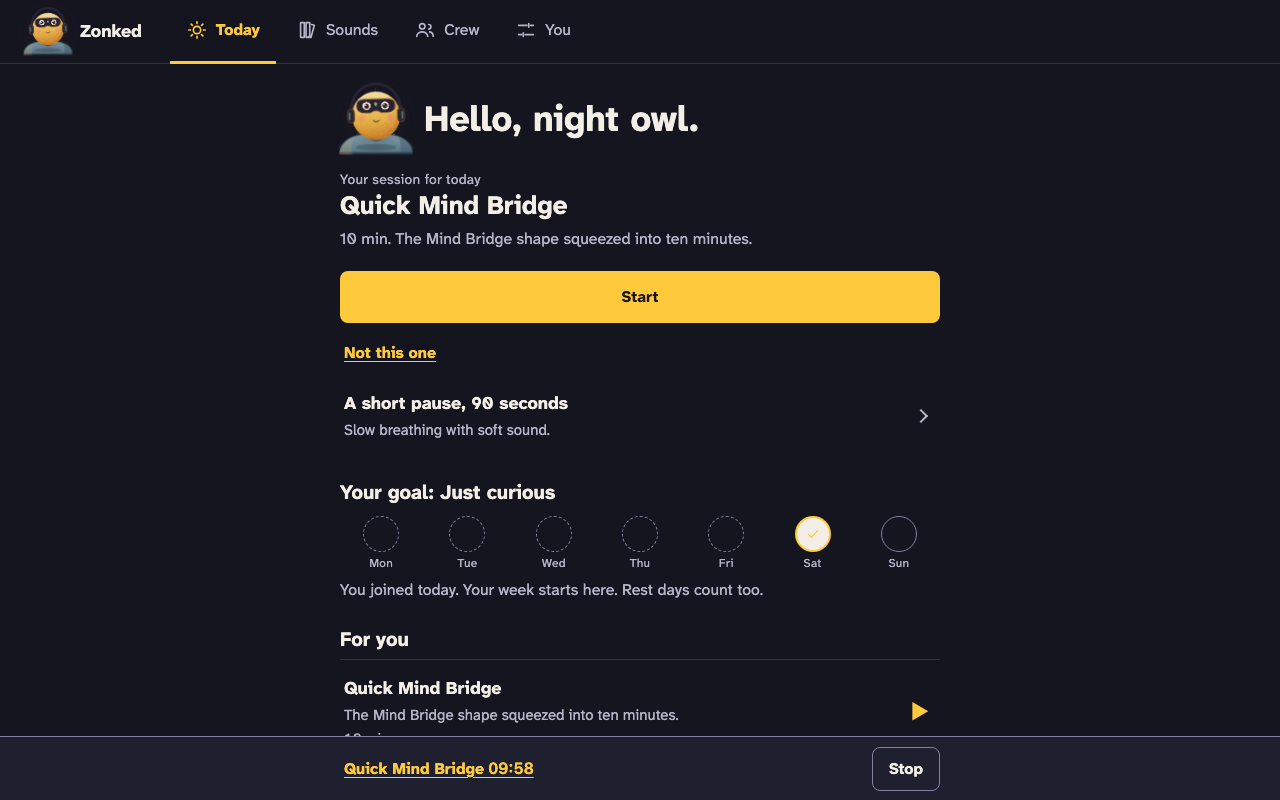 Zonked
Today
Sounds
Crew
You
Hello, night owl.
Your session for today
Quick Mind Bridge
10 min. The Mind Bridge shape squeezed into ten minutes.
Start
Not this one
A short pause, 90 seconds
Slow breathing with soft sound.
Your goal: Just curious
Mon
Tue
Wed
Thu
Fri
Sat
Sun
You joined today. Your week starts here. Rest days count too.
For you
Quick Mind Bridge
The Mind Bridge shape squeezed into ten minutes.
Quick Mind Bridge 09:58
Stop